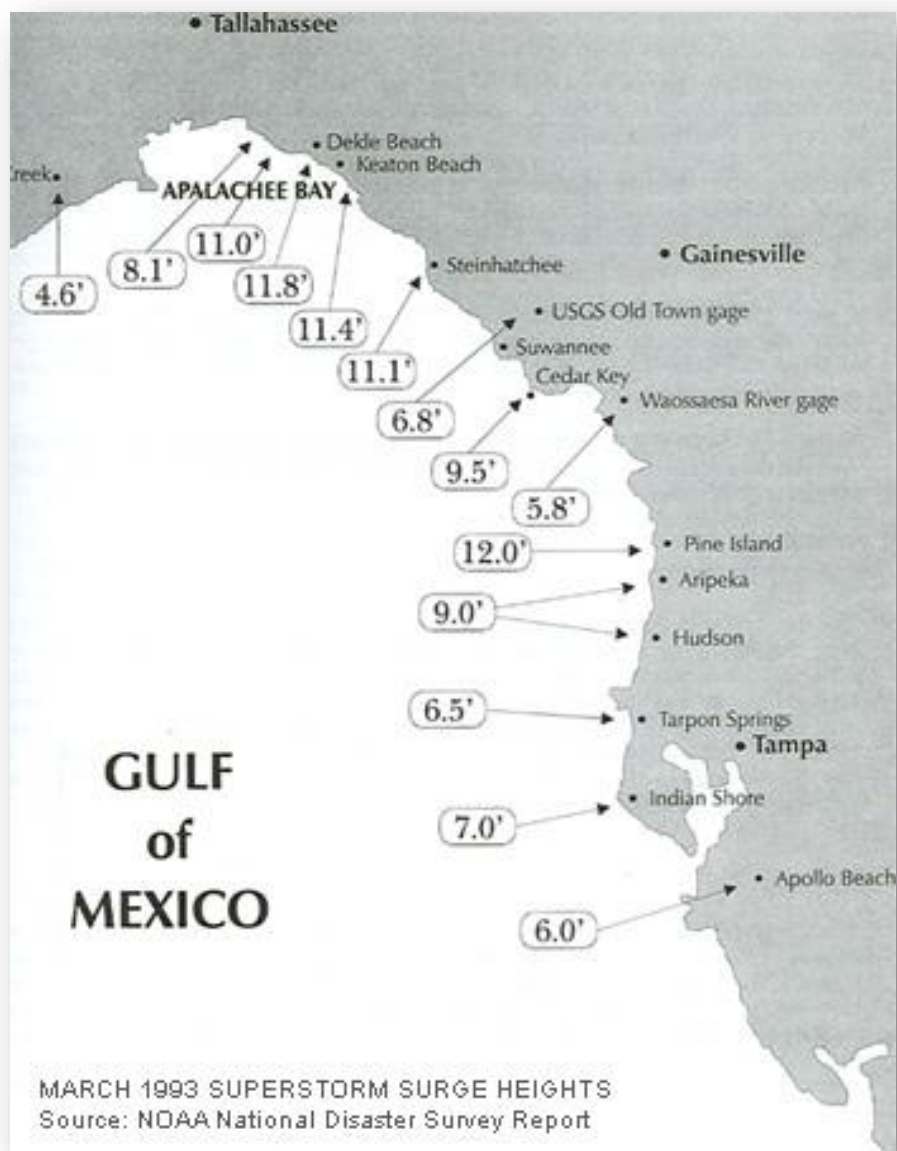 Tallahassee
Dekle Beach
Keaton Beach
Creek
APALACHEE BAY
11.0'
8.1'
4.6'
11.8'
11.4'
11.1'
Steinhatchee
Gainesville
USGS Old Town gage
Suwannee
Cedar Key
Waossaesa River gage
6.8'
9.5'
5.8'
12.0'
Pine Island
Aripeka
9.0'
Hudson
6.5'
Tarpon Springs
Tampa
Indian Shore
7.0'
Apollo Beach
6.0'
GULF
of
MEXICO
MARCH 1993 SUPERSTORM SURGE HEIGHTS
Source: NOAA National Disaster Survey Report